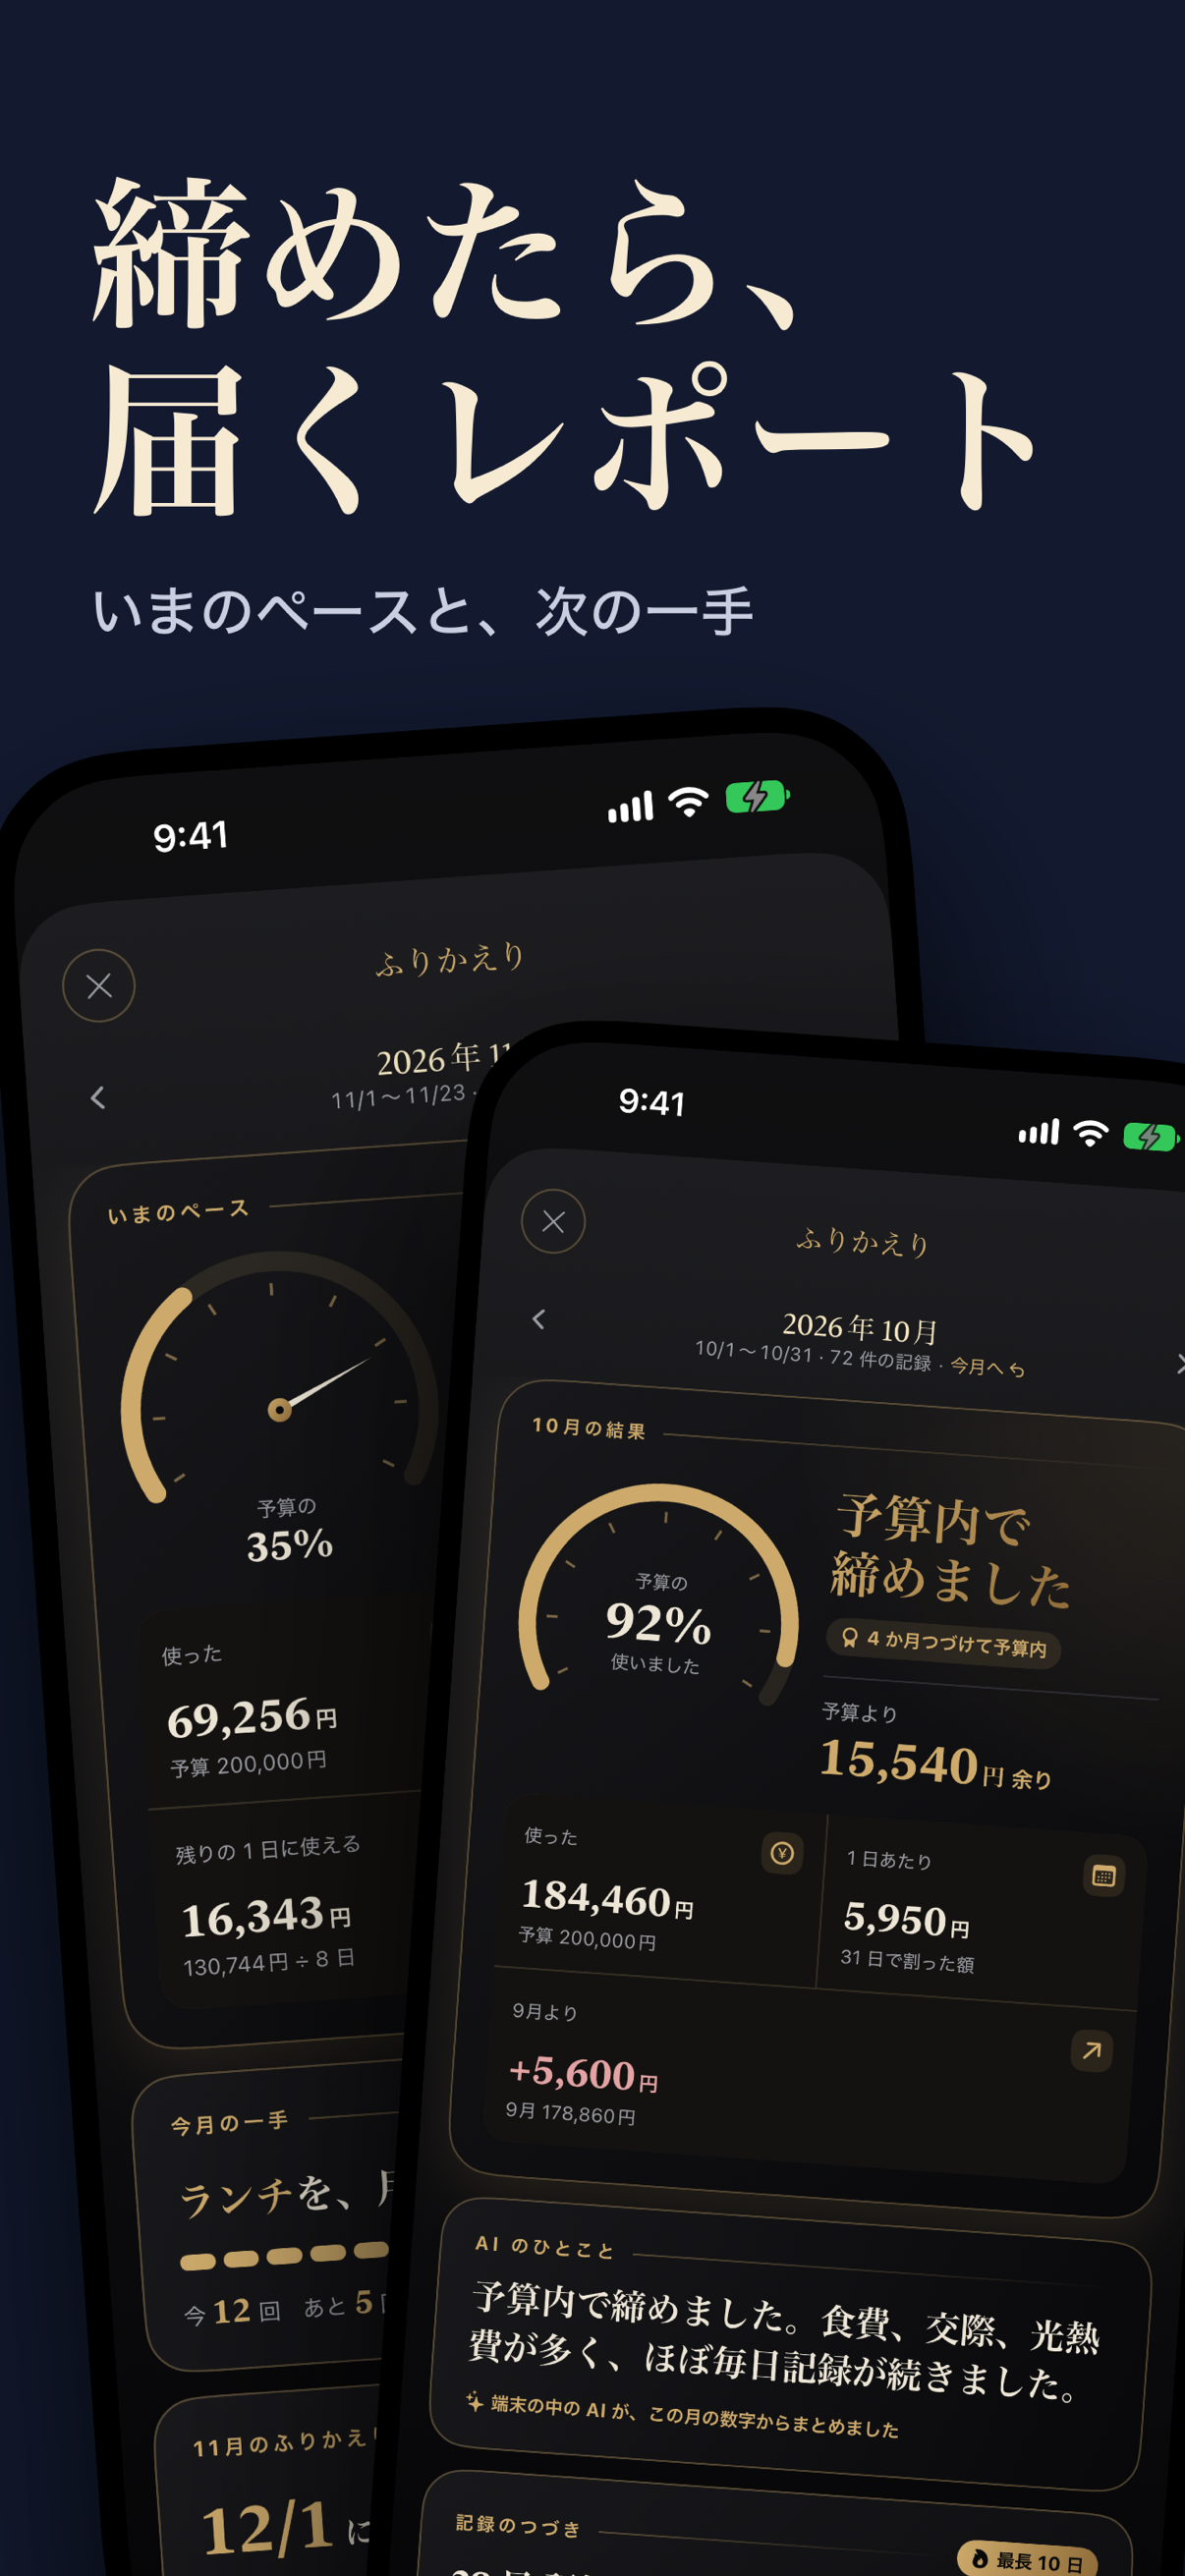 締めたら、
届くレポート
いまのペースと、次の一手
9:41
ふりかえり
2026年 11
11/1〜11/23 ·
いまのペース
予算の
35%
使った
69,256円
予算 200,000円
残りの 1 日に使える
16,343円
130,744円 ÷ 8 日
今月の一手
ランチを、
今 12 回 あと 5
11月のふりかえ
12/1 に
9:41
ふりかえり
2026年 10月
10/1〜10/31 · 72 件の記録 · 今月へ
10月の結果
予算の
92%
使いました
予算内で
締めました
4 か月つづけて予算内
予算より
15,540円 余り
使った
184,460円
予算 200,000円
1 日あたり
5,950円
31 日で割った額
9月より
+5,600円
9月 178,860円
AI のひとこと
予算内で締めました。食費、交際、光熱
費が多く、ほぼ毎日記録が続きました。
端末の中の AI が、この月の数字からまとめました
記録のつづき
最長 10 日